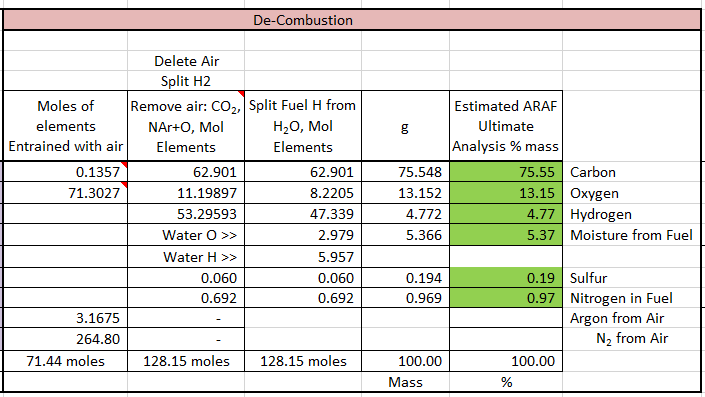 De-Combustion
Delete Air
Split H2
Moles of elements Entrained with air	Remove air: CO₂, NAr+O, Mol Elements	Split Fuel H from H₂O, Mol Elements	g	Estimated ARAF Ultimate Analysis % mass
0.1357	62.901	62.901	75.548	75.55	Carbon
71.3027	11.19897	8.2205	13.152	13.15	Oxygen
53.29593	47.339	4.772	4.77	Hydrogen
Water O >>	2.979	5.366	5.37	Moisture from Fuel
Water H >>	5.957
0.060	0.060	0.194	0.19	Sulfur
0.692	0.692	0.969	0.97	Nitrogen in Fuel
3.1675	-	Argon from Air
264.80	-	N₂ from Air
71.44 moles	128.15 moles	128.15 moles	100.00	100.00
Mass	%